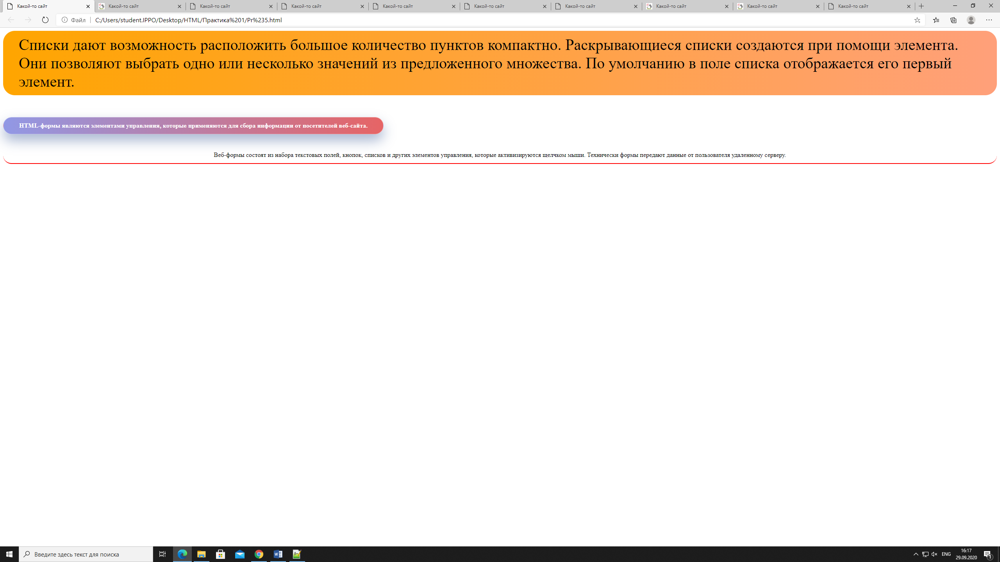 Какой-то сайт
Какой-то сайт
Какой-то сайт
Какой-то сайт
Какой-то сайт
Какой-то сайт
Какой-то сайт
Какой-то сайт
Какой-то сайт
Какой-то сайт
Файл
C:/Users/student.IPPO/Desktop/HTML/Практика%201/Pr%235.html
Списки дают возможность расположить большое количество пунктов компактно. Раскрывающиеся списки создаются при помощи элемента.
Они позволяют выбрать одно или несколько значений из предложенного множества. По умолчанию в поле списка отображается его первый
элемент.
HTML-формы являются элементами управления, которые применяются для сбора информации от посетителей веб-сайта.
Веб-формы состоят из набора текстовых полей, кнопок, списков и других элементов управления, которые активизируются щелчком мыши. Технически формы передают данные от пользователя удаленному серверу.
Введите здесь текст для поиска
ENG
16:17
29.09.2020
1